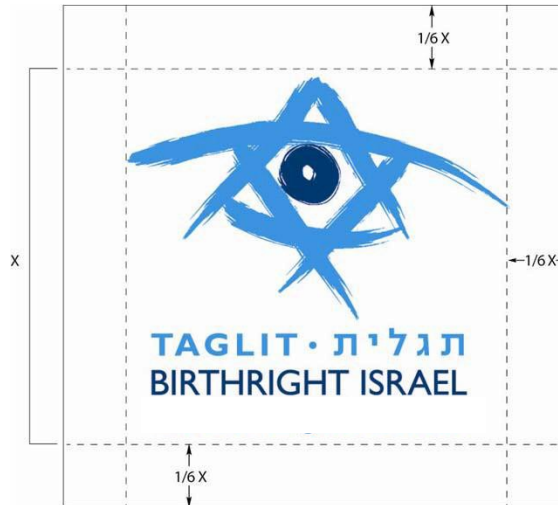 1/6 X
X
1/6 X
TAGLIT · תגלית
BIRTHRIGHT ISRAEL
1/6 X